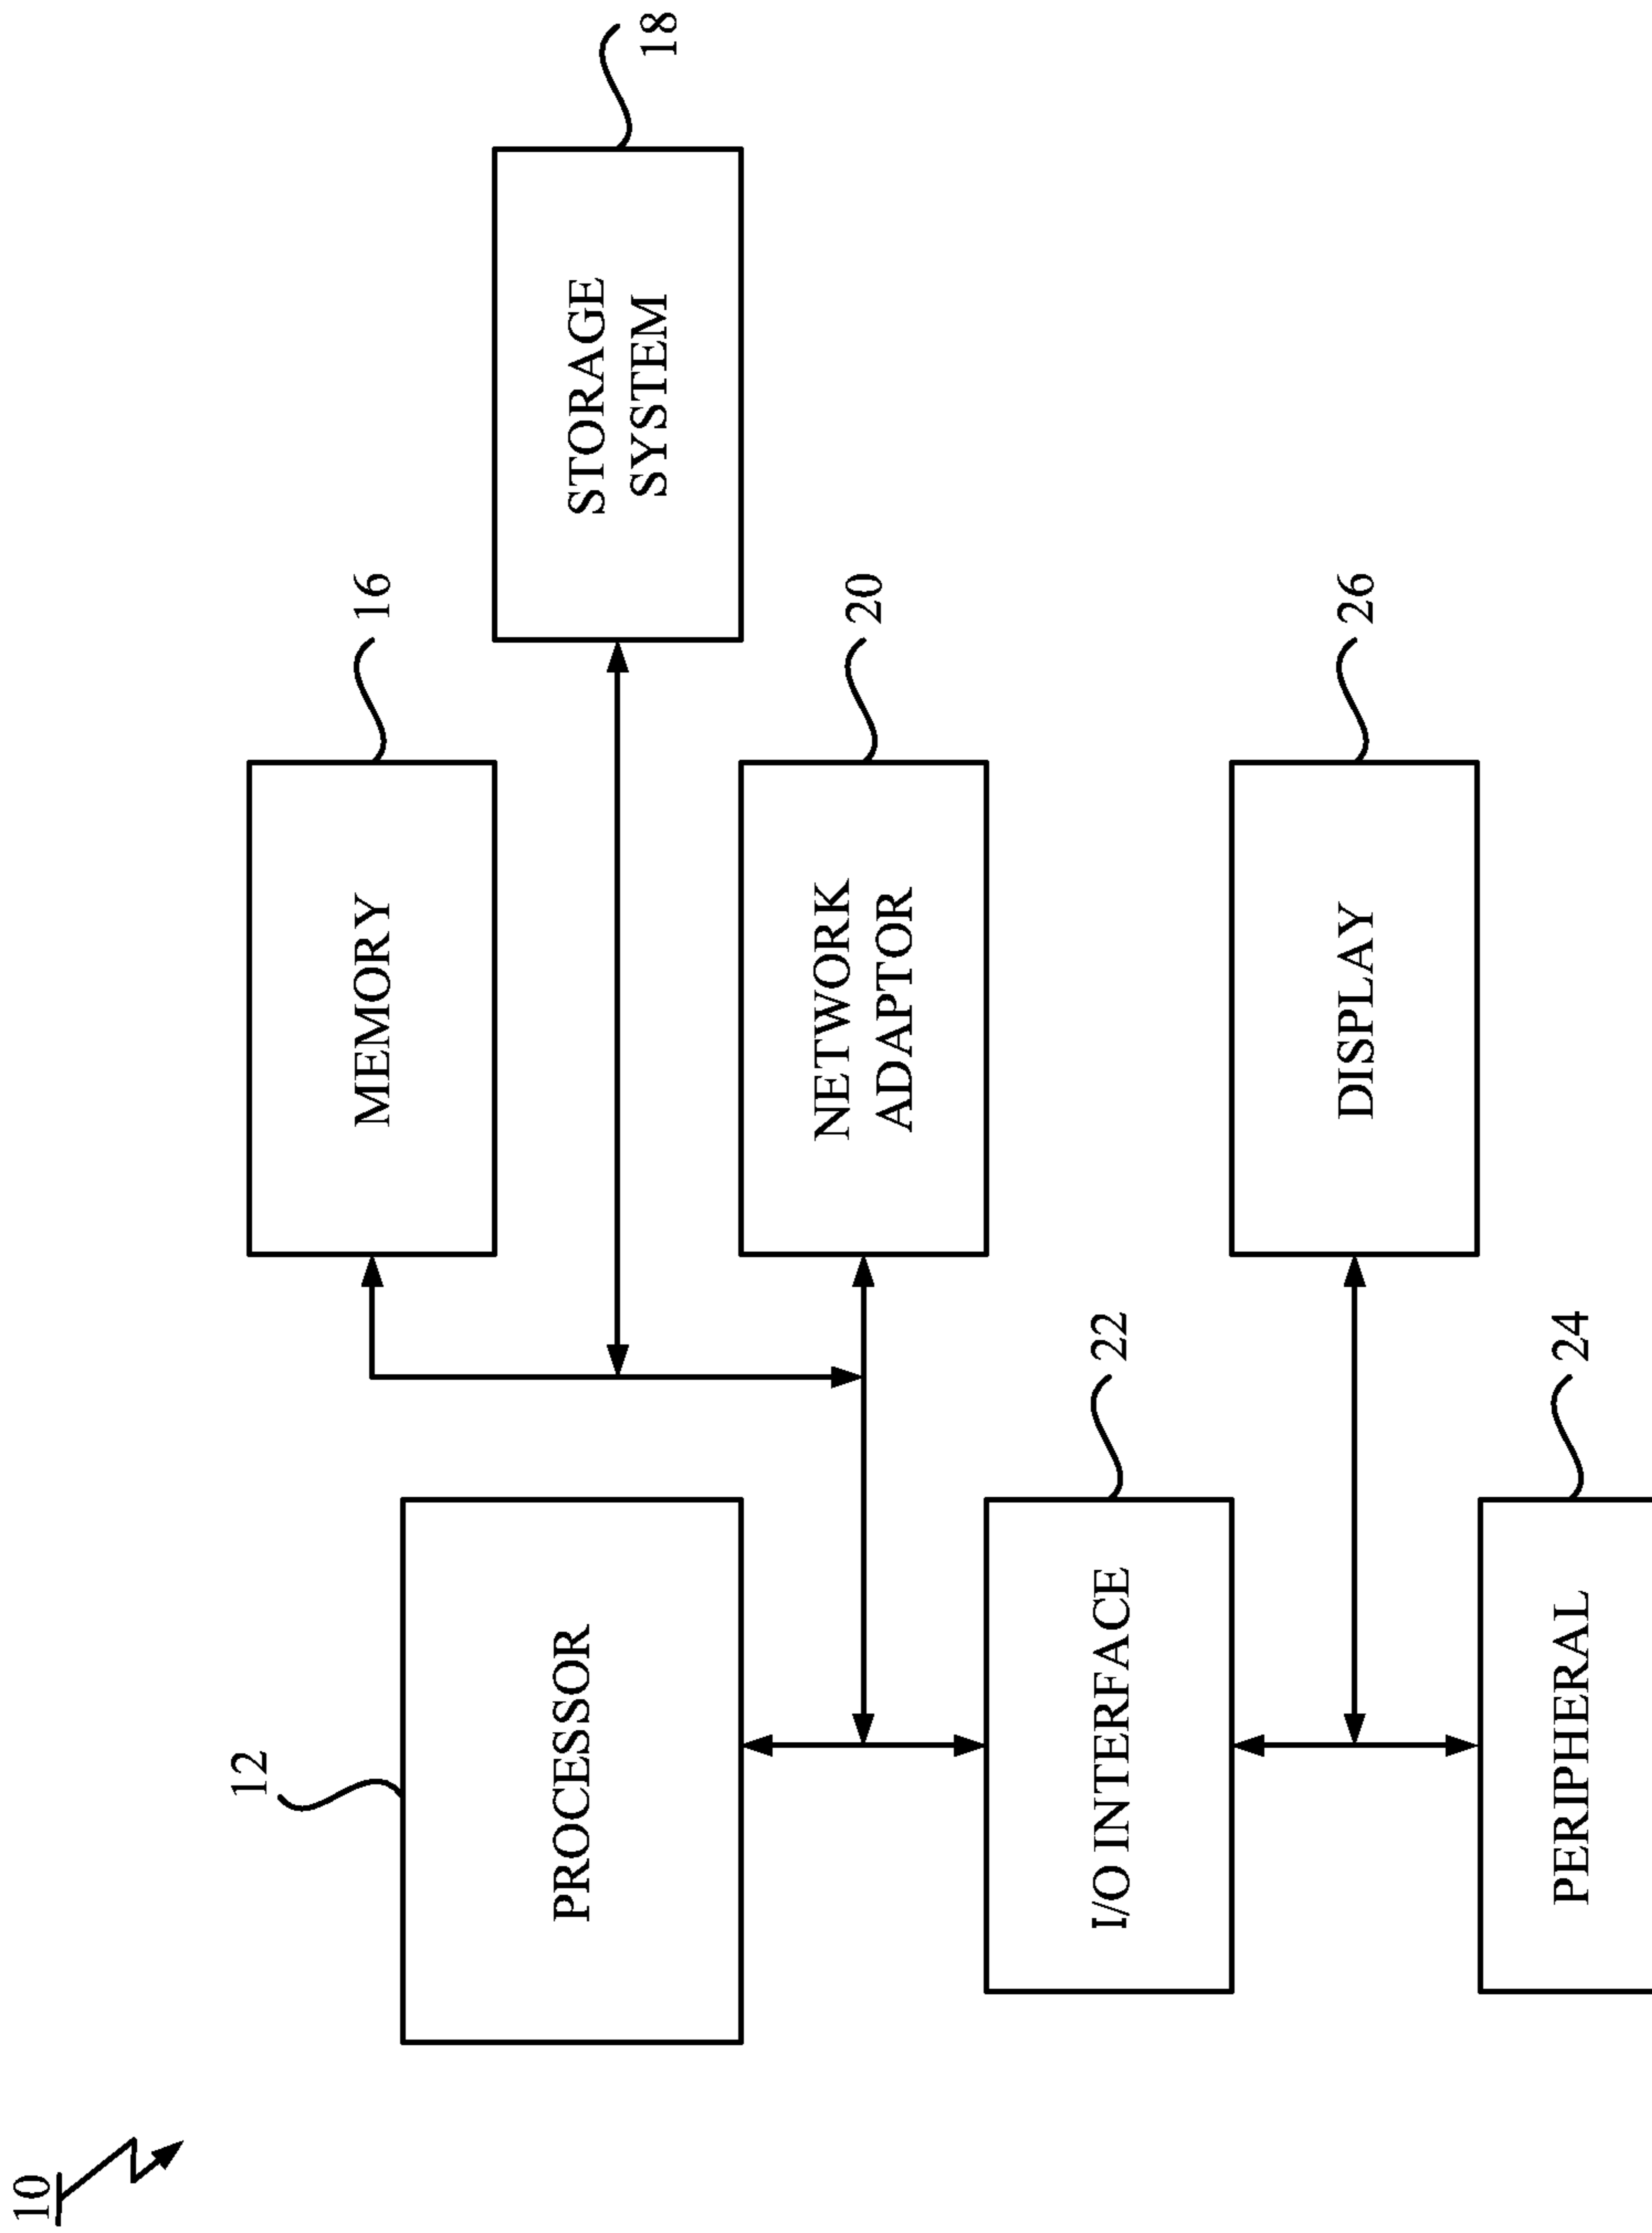 10
12
PROCESSOR
MEMORY
16
STORAGE
SYSTEM
18
NETWORK
ADAPTOR
20
I/O INTERFACE
22
DISPLAY
26
PERIPHERAL
24